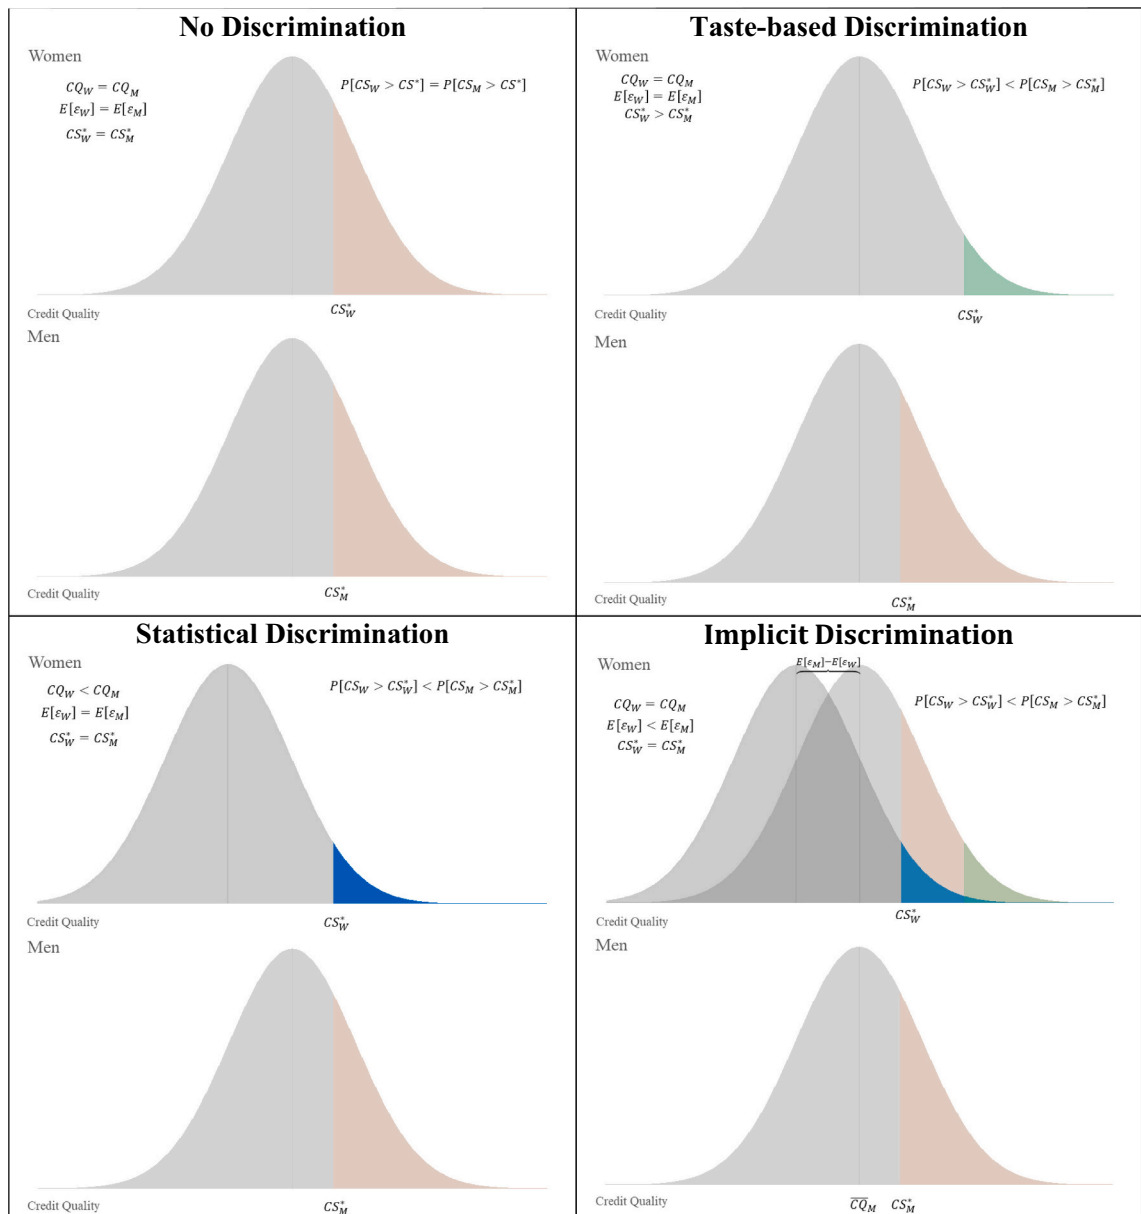 No Discrimination
Women
CQ_W = CQ_M
E[ε_W] = E[ε_M]
CS*_W = CS*_M
P[CS_W > CS*] = P[CS_M > CS*]
Credit Quality
CS*_W
Men
Credit Quality
CS*_M
Taste-based Discrimination
Women
CQ_W = CQ_M
E[ε_W] = E[ε_M]
CS*_W > CS*_M
P[CS_W > CS*_W] < P[CS_M > CS*_M]
Credit Quality
CS*_W
Men
Credit Quality
CS*_M
Statistical Discrimination
Women
CQ_W < CQ_M
E[ε_W] = E[ε_M]
CS*_W = CS*_M
P[CS_W > CS*_W] < P[CS_M > CS*_M]
Credit Quality
CS*_W
Men
Credit Quality
CS*_M
Implicit Discrimination
Women
E[ε_M]−E[ε_W]
CQ_W = CQ_M
E[ε_W] < E[ε_M]
CS*_W = CS*_M
P[CS_W > CS*_W] < P[CS_M > CS*_M]
Credit Quality
CS*_W
Men
Credit Quality
C̅Q̅_M CS*_M